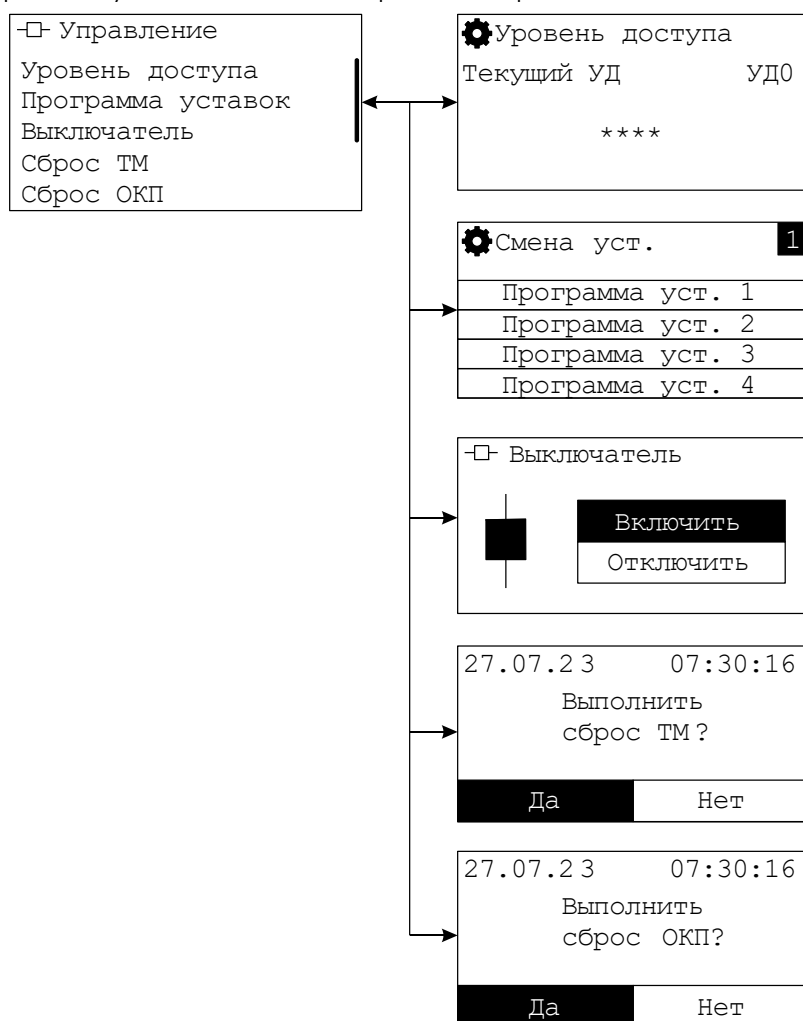 Управление
Уровень доступа
Программа уставок
Выключатель
Сброс ТМ
Сброс ОКП
Уровень доступа
Текущий УД УД0
****
Смена уст. 1
Программа уст. 1
Программа уст. 2
Программа уст. 3
Программа уст. 4
Выключатель
Включить
Отключить
27.07.23 07:30:16
Выполнить
сброс ТМ?
Да Нет
27.07.23 07:30:16
Выполнить
сброс ОКП?
Да Нет